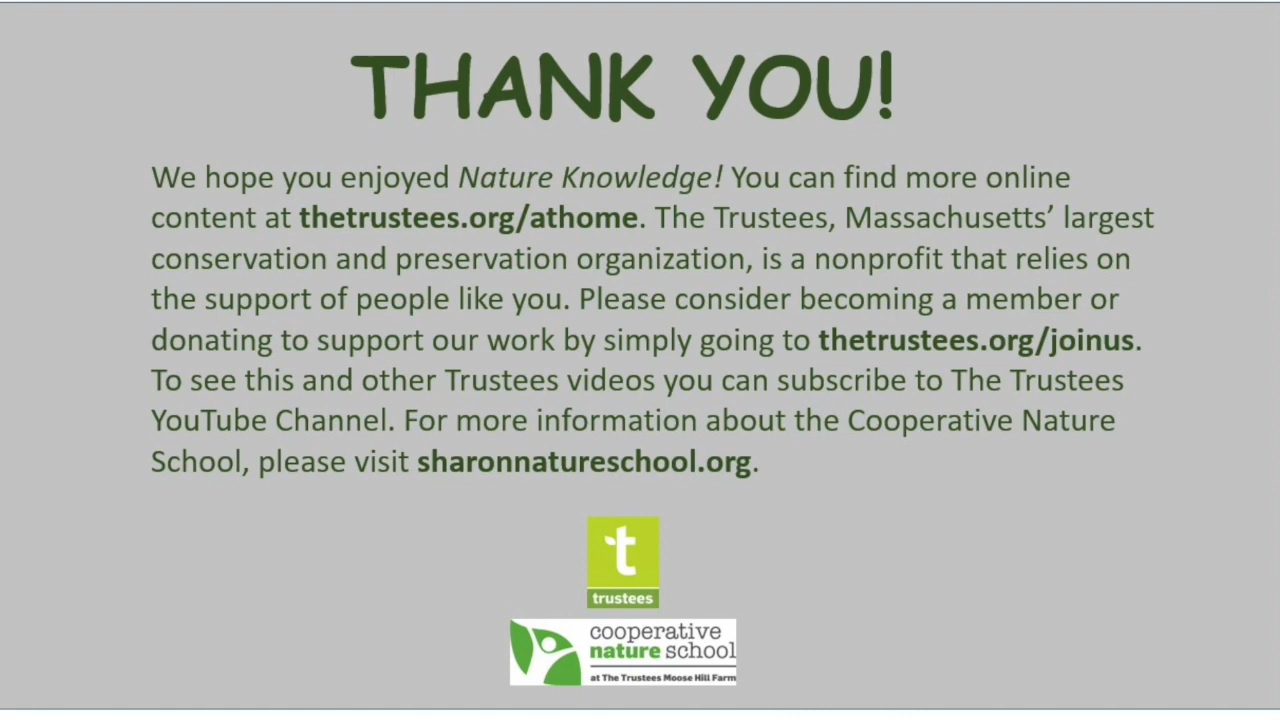 THANK YOU!
We hope you enjoyed Nature Knowledge! You can find more online
content at thetrustees.org/athome. The Trustees, Massachusetts’ largest
conservation and preservation organization, is a nonprofit that relies on
the support of people like you. Please consider becoming a member or
donating to support our work by simply going to thetrustees.org/joinus.
To see this and other Trustees videos you can subscribe to The Trustees
YouTube Channel. For more information about the Cooperative Nature
School, please visit sharonnatureschool.org.
t
trustees
cooperative
nature school
at The Trustees Moose Hill Farm